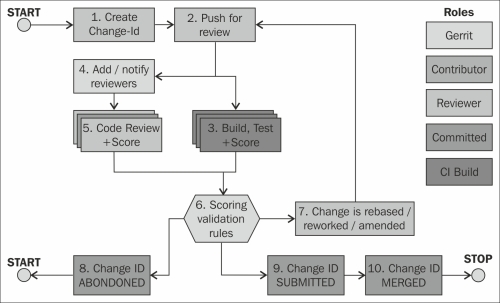 START
1. Create
Change-Id
2. Push for
review
Roles
Gerrit
Contributor
Reviewer
Committed
CI Build
4. Add / notify
reviewers
5. Code Review
+Score
3. Build, Test
+Score
6. Scoring
validation
rules
7. Change is rebased /
reworked / amended
START
8. Change ID
ABONDONED
9. Change ID
SUBMITTED
10. Change ID
MERGED
STOP